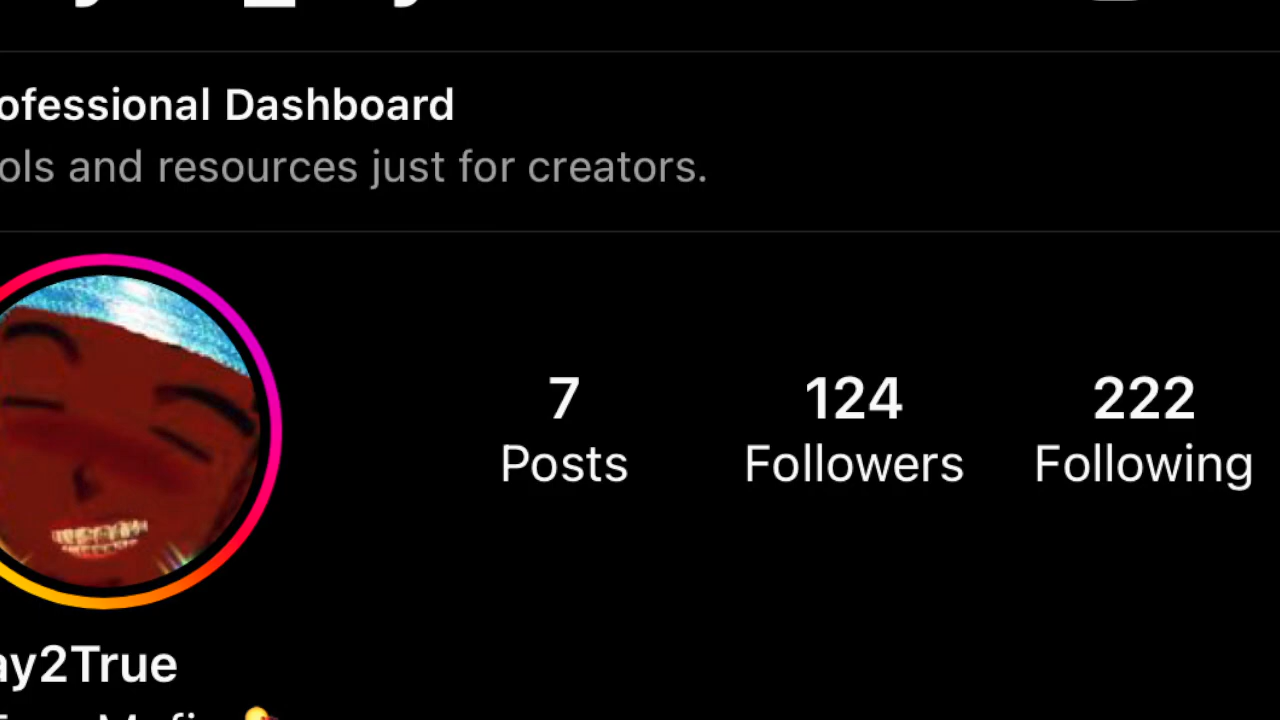 ofessional Dashboard
ols and resources just for creators.
7 124 222
Posts Followers Following
ay2True